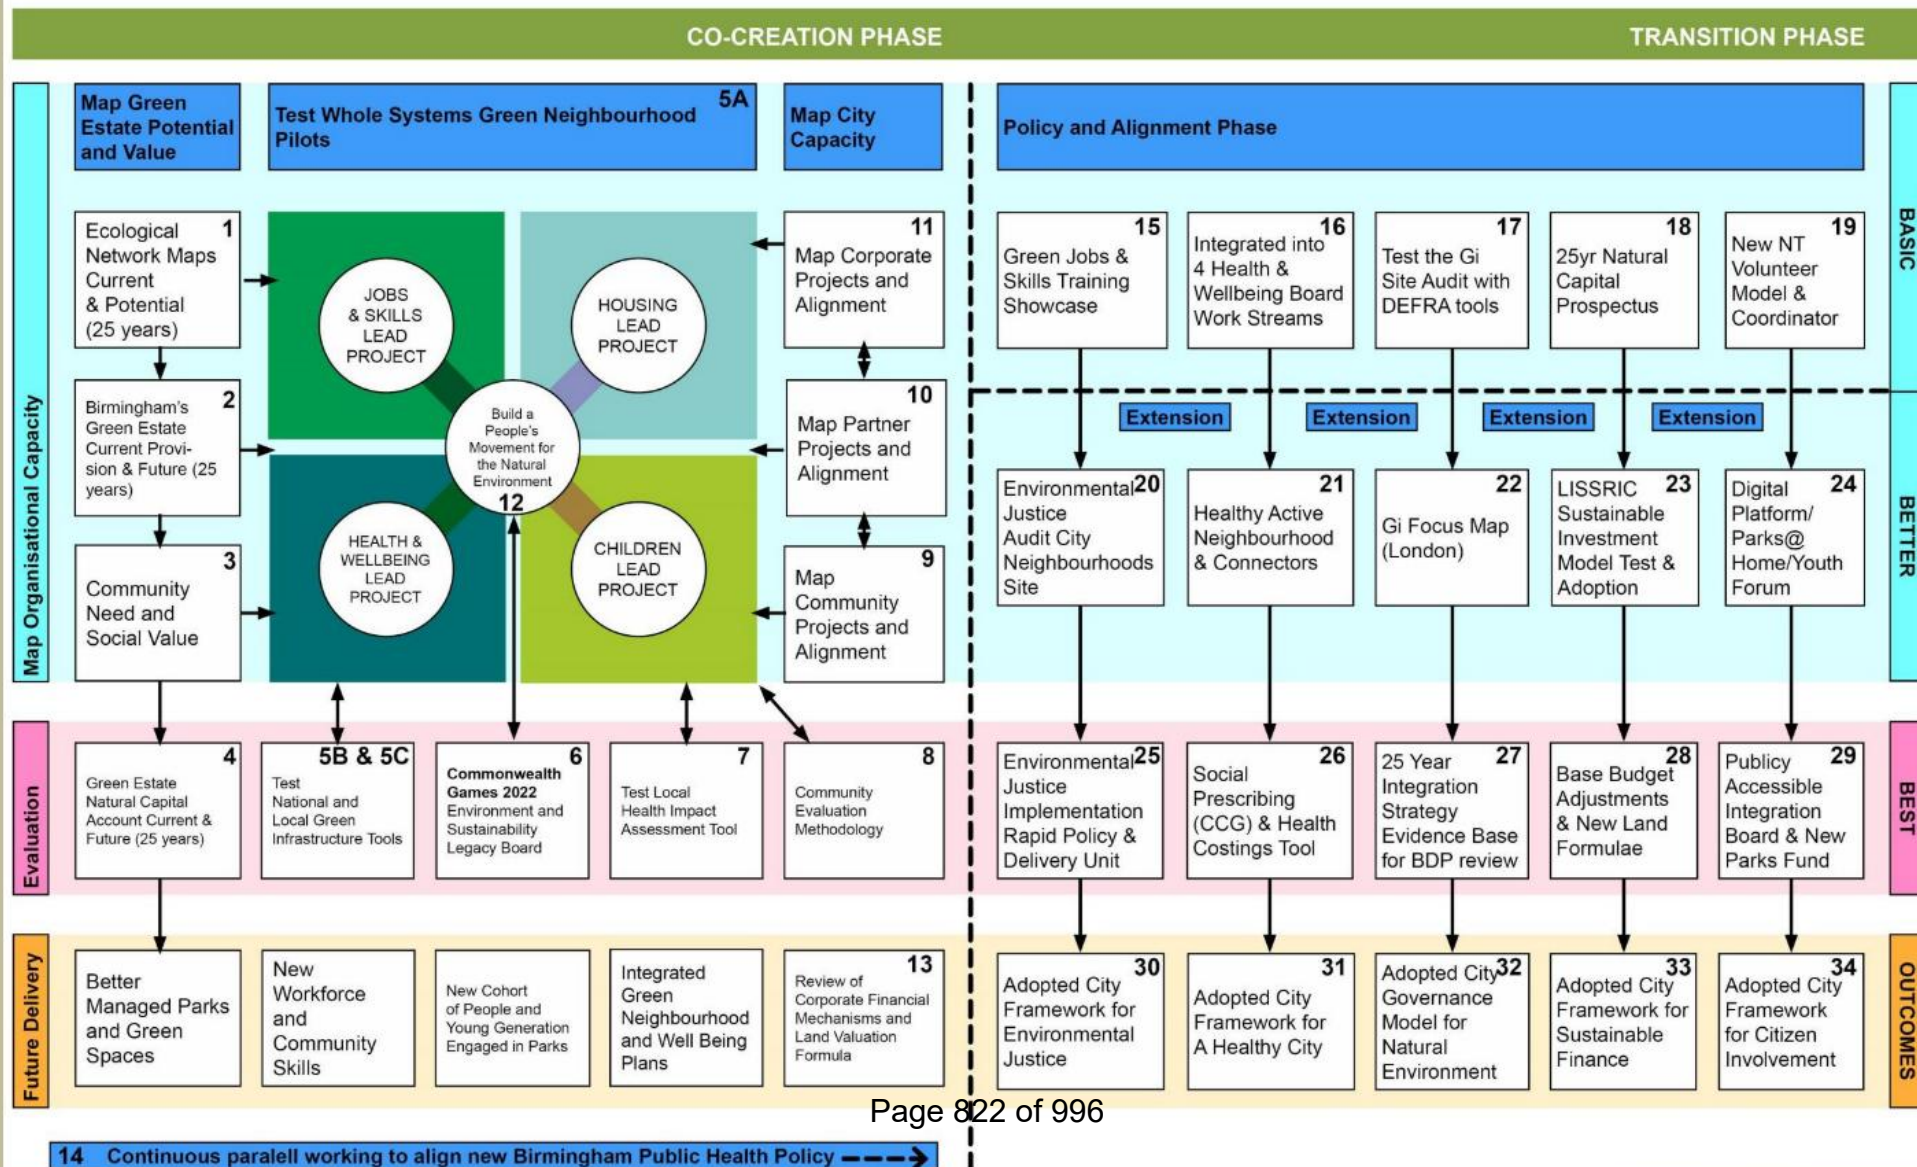 CO-CREATION PHASE
TRANSITION PHASE
Map Organisational Capacity
Map Green
Estate Potential
and Value
5A
Test Whole Systems Green Neighbourhood
Pilots
Map City
Capacity
Policy and Alignment Phase
BASIC
1
Ecological
Network Maps
Current
& Potential
(25 years)
2
Birmingham's
Green Estate
Current Provi-
sion & Future (25
years)
3
Community
Need and
Social Value
JOBS
& SKILLS
LEAD
PROJECT
HOUSING
LEAD
PROJECT
Build a
People's
Movement for
the Natural
Environment
12
HEALTH &
WELLBEING
LEAD
PROJECT
CHILDREN
LEAD
PROJECT
11
Map Corporate
Projects and
Alignment
10
Map Partner
Projects and
Alignment
9
Map
Community
Projects and
Alignment
15
Green Jobs &
Skills Training
Showcase
16
Integrated into
4 Health &
Wellbeing Board
Work Streams
17
Test the Gi
Site Audit with
DEFRA tools
18
25yr Natural
Capital
Prospectus
19
New NT
Volunteer
Model &
Coordinator
Extension
Extension
Extension
Extension
BETTER
Environmental 20
Justice
Audit City
Neighbourhoods
Site
21
Healthy Active
Neighbourhood
& Connectors
22
Gi Focus Map
(London)
LISSRIC 23
Sustainable
Investment
Model Test &
Adoption
Digital 24
Platform/
Parks@
Home/Youth
Forum
Evaluation
4
Green Estate
Natural Capital
Account Current &
Future (25 years)
5B & 5C
Test
National and
Local Green
Infrastructure Tools
6
Commonwealth
Games 2022
Environment and
Sustainability
Legacy Board
7
Test Local
Health Impact
Assessment Tool
8
Community
Evaluation
Methodology
Environmental 25
Justice
Implementation
Rapid Policy &
Delivery Unit
26
Social
Prescribing
(CCG) & Health
Costings Tool
25 Year 27
Integration
Strategy
Evidence Base
for BDP review
28
Base Budget
Adjustments
& New Land
Formulae
Publicy 29
Accessible
Integration
Board & New
Parks Fund
BEST
Future Delivery
Better
Managed Parks
and Green
Spaces
New
Workforce
and
Community
Skills
New Cohort
of People and
Young Generation
Engaged in Parks
Integrated
Green
Neighbourhood
and Well Being
Plans
13
Review of
Corporate Financial
Mechanisms and
Land Valuation
Formula
30
Adopted City
Framework for
Environmental
Justice
31
Adopted City
Framework for
A Healthy City
Adopted City 32
Governance
Model for
Natural
Environment
33
Adopted City
Framework for
Sustainable
Finance
34
Adopted City
Framework
for Citizen
Involvement
OUTCOMES
Page 822 of 996
14 Continuous paralell working to align new Birmingham Public Health Policy